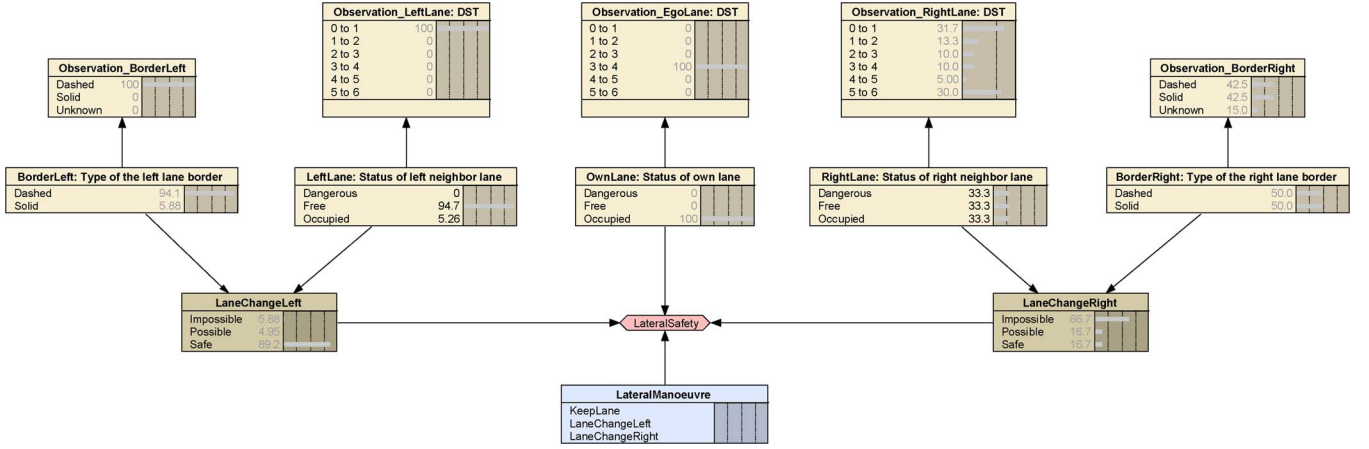 Observation_LeftLane: DST
0 to 1 100
1 to 2 0
2 to 3 0
3 to 4 0
4 to 5 0
5 to 6 0
Observation_EgoLane: DST
0 to 1 0
1 to 2 0
2 to 3 0
3 to 4 100
4 to 5 0
5 to 6 0
Observation_RightLane: DST
0 to 1 31.7
1 to 2 13.3
2 to 3 10.0
3 to 4 10.0
4 to 5 5.00
5 to 6 30.0
Observation_BorderLeft
Dashed 100
Solid 0
Unknown 0
Observation_BorderRight
Dashed 42.5
Solid 42.5
Unknown 15.0
BorderLeft: Type of the left lane border
Dashed 94.1
Solid 5.88
LeftLane: Status of left neighbor lane
Dangerous 0
Free 94.7
Occupied 5.26
OwnLane: Status of own lane
Dangerous 0
Free 0
Occupied 100
RightLane: Status of right neighbor lane
Dangerous 33.3
Free 33.3
Occupied 33.3
BorderRight: Type of the right lane border
Dashed 50.0
Solid 50.0
LaneChangeLeft
Impossible 5.88
Possible 4.95
Safe 89.2
LateralSafety
LaneChangeRight
Impossible 66.7
Possible 16.7
Safe 16.7
LateralManoeuvre
KeepLane
LaneChangeLeft
LaneChangeRight